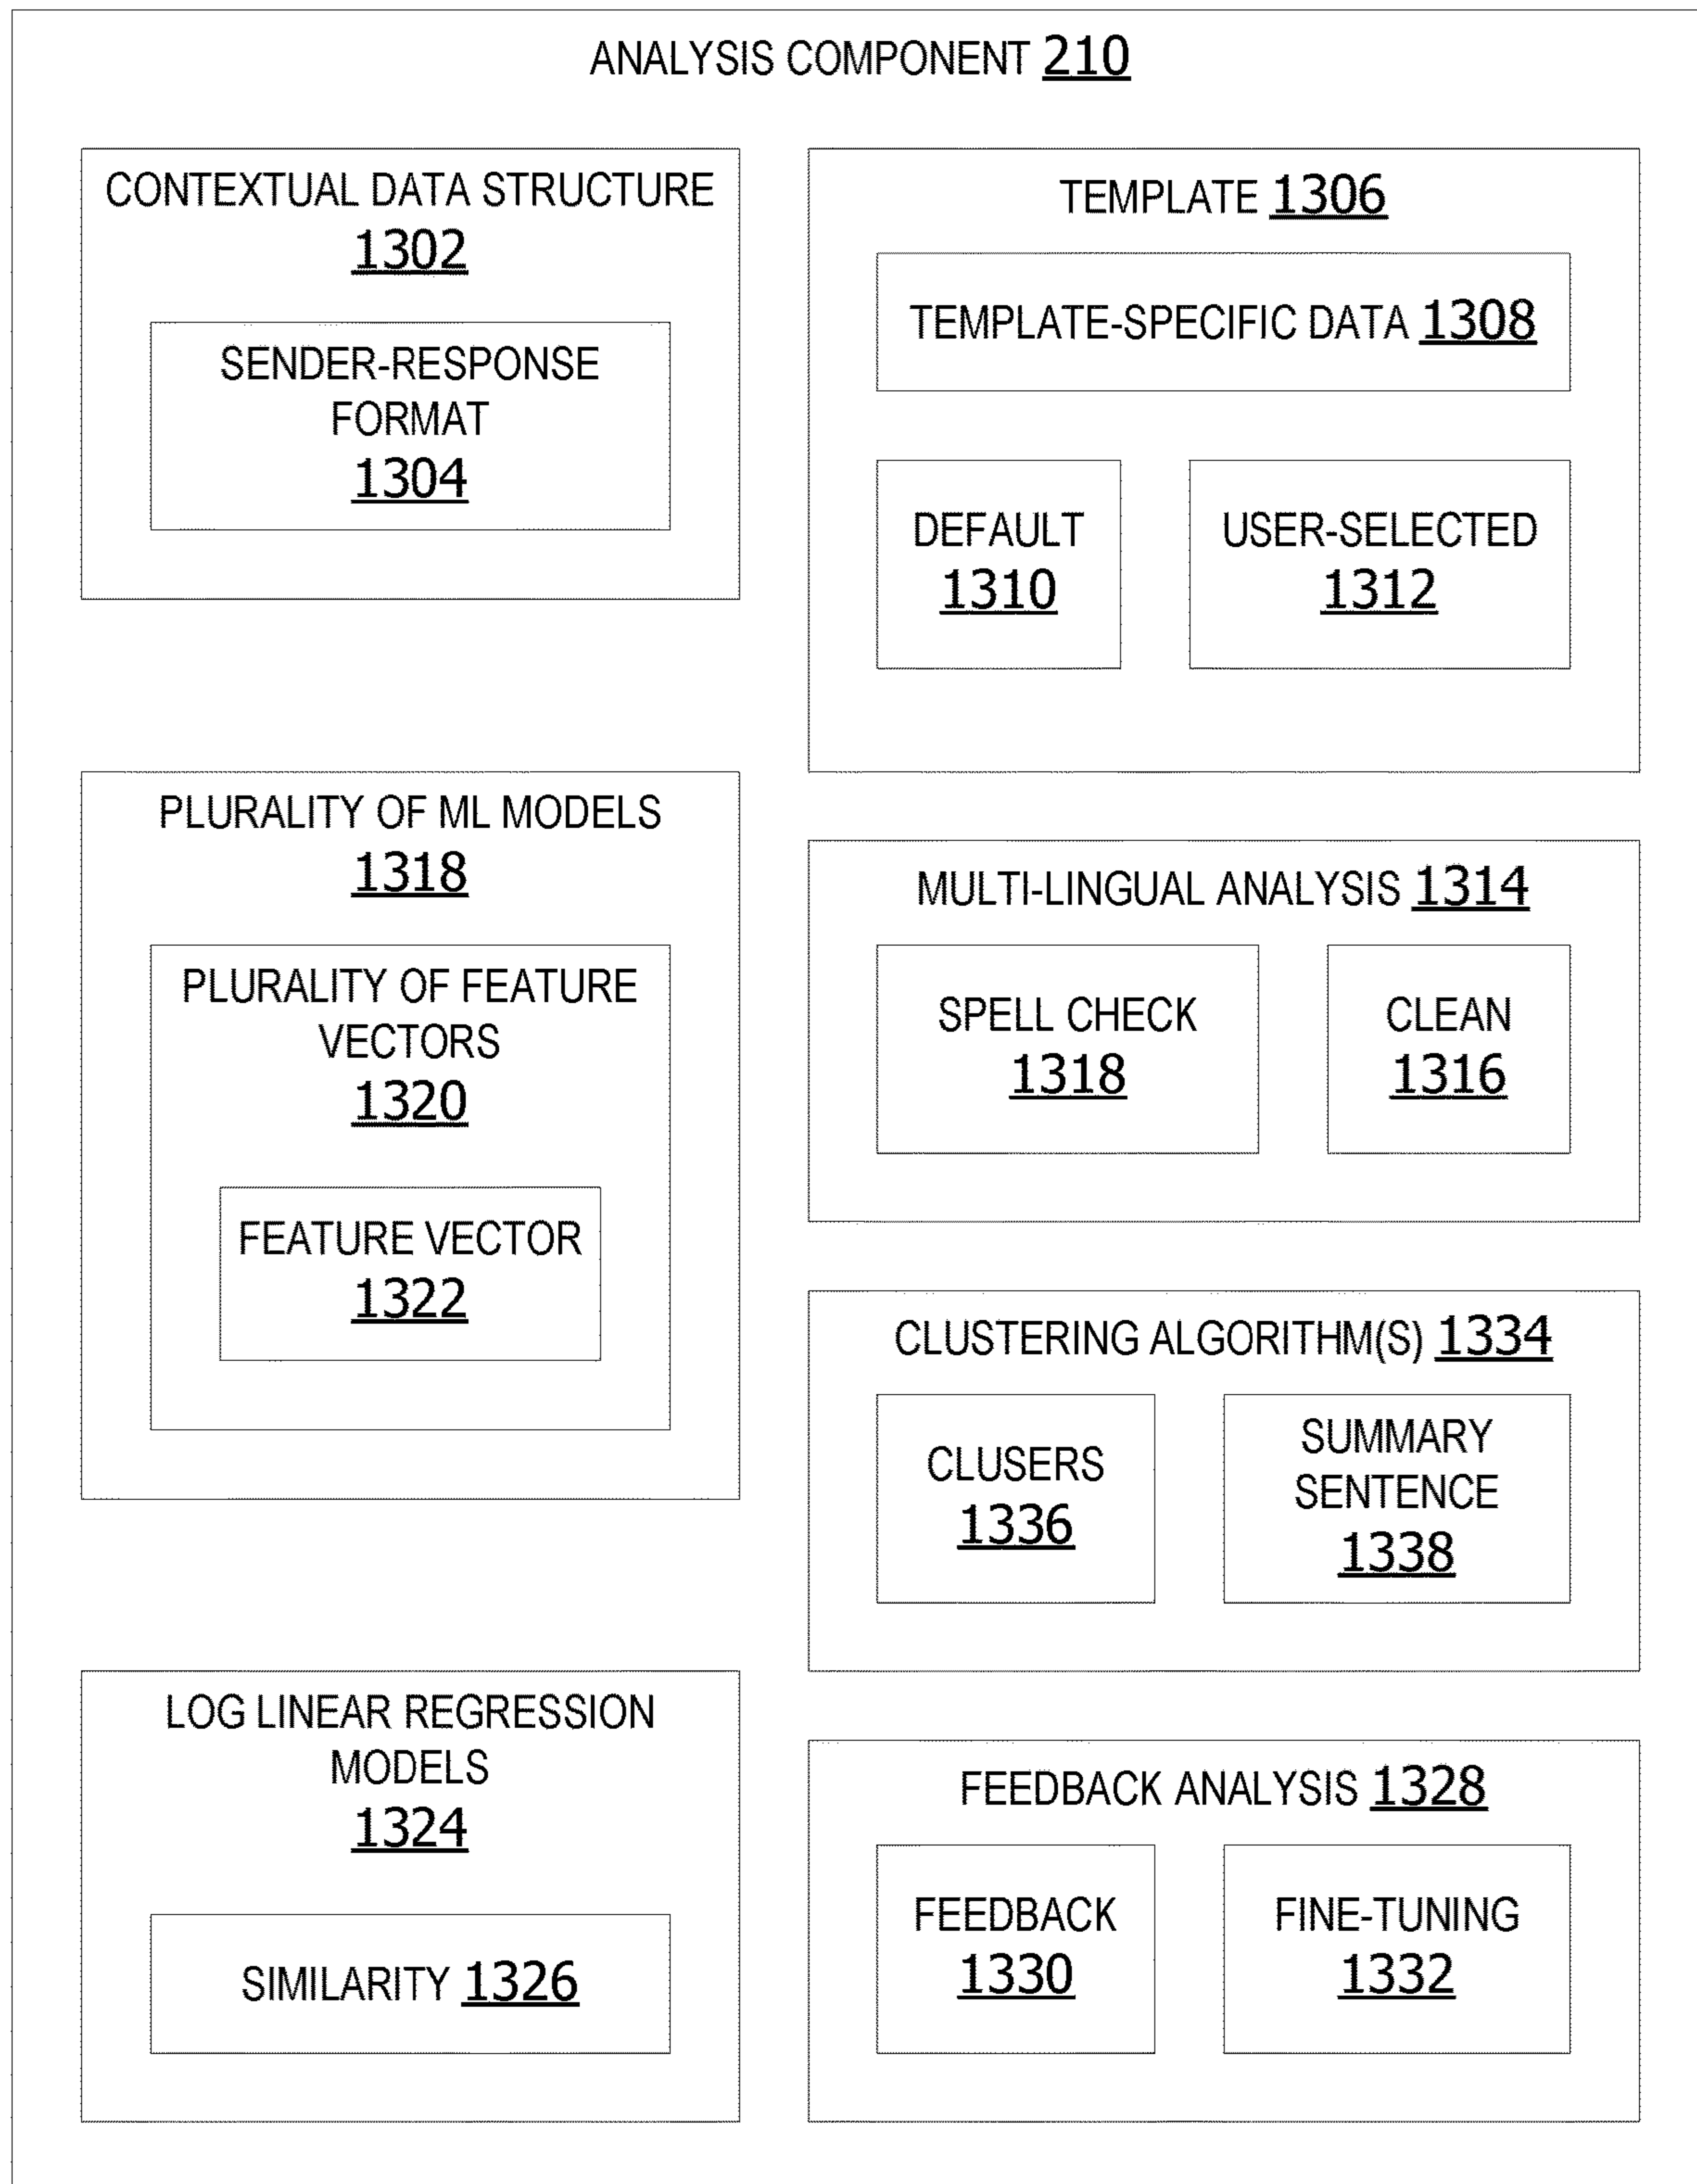 ANALYSIS COMPONENT 210
CONTEXTUAL DATA STRUCTURE
1302
SENDER-RESPONSE
FORMAT
1304
TEMPLATE 1306
TEMPLATE-SPECIFIC DATA 1308
DEFAULT
1310
USER-SELECTED
1312
PLURALITY OF ML MODELS
1318
PLURALITY OF FEATURE
VECTORS
1320
FEATURE VECTOR
1322
MULTI-LINGUAL ANALYSIS 1314
SPELL CHECK
1318
CLEAN
1316
CLUSTERING ALGORITHM(S) 1334
CLUSERS
1336
SUMMARY
SENTENCE
1338
LOG LINEAR REGRESSION
MODELS
1324
SIMILARITY 1326
FEEDBACK ANALYSIS 1328
FEEDBACK
1330
FINE-TUNING
1332